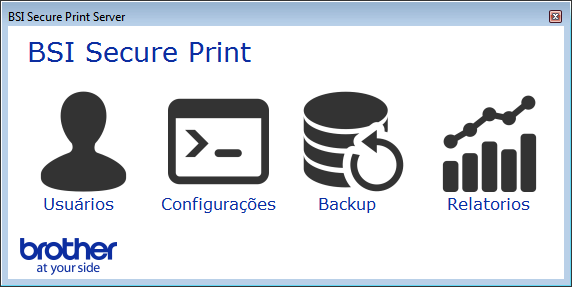 BSI Secure Print Server
BSI Secure Print
Usuários Configurações Backup Relatorios
brother
at your side